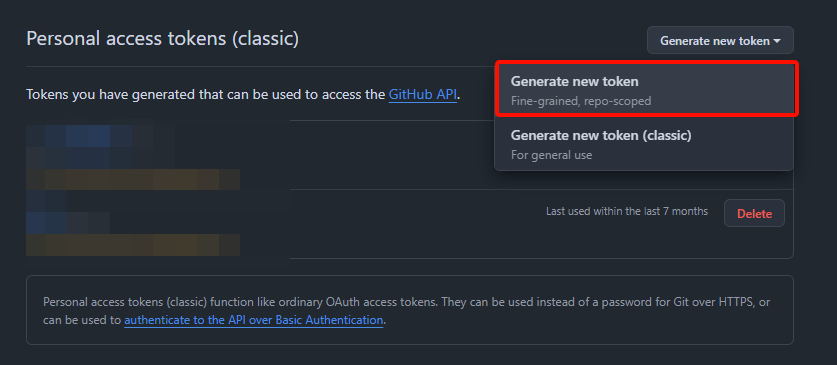 Personal access tokens (classic)
Generate new token
Generate new token
Fine-grained, repo-scoped
Tokens you have generated that can be used to access the GitHub API.
Generate new token (classic)
For general use
Last used within the last 7 months
Delete
Personal access tokens (classic) function like ordinary OAuth access tokens. They can be used instead of a password for Git over HTTPS, or
can be used to authenticate to the API over Basic Authentication.